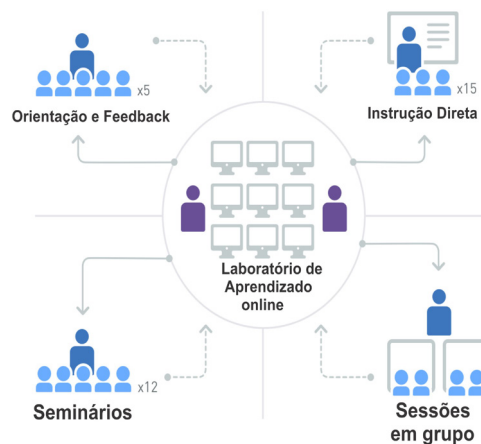 x5
Orientação e Feedback
x15
Instrução Direta
Laboratório de
Aprendizado
online
x12
Seminários
Sessões
em grupo